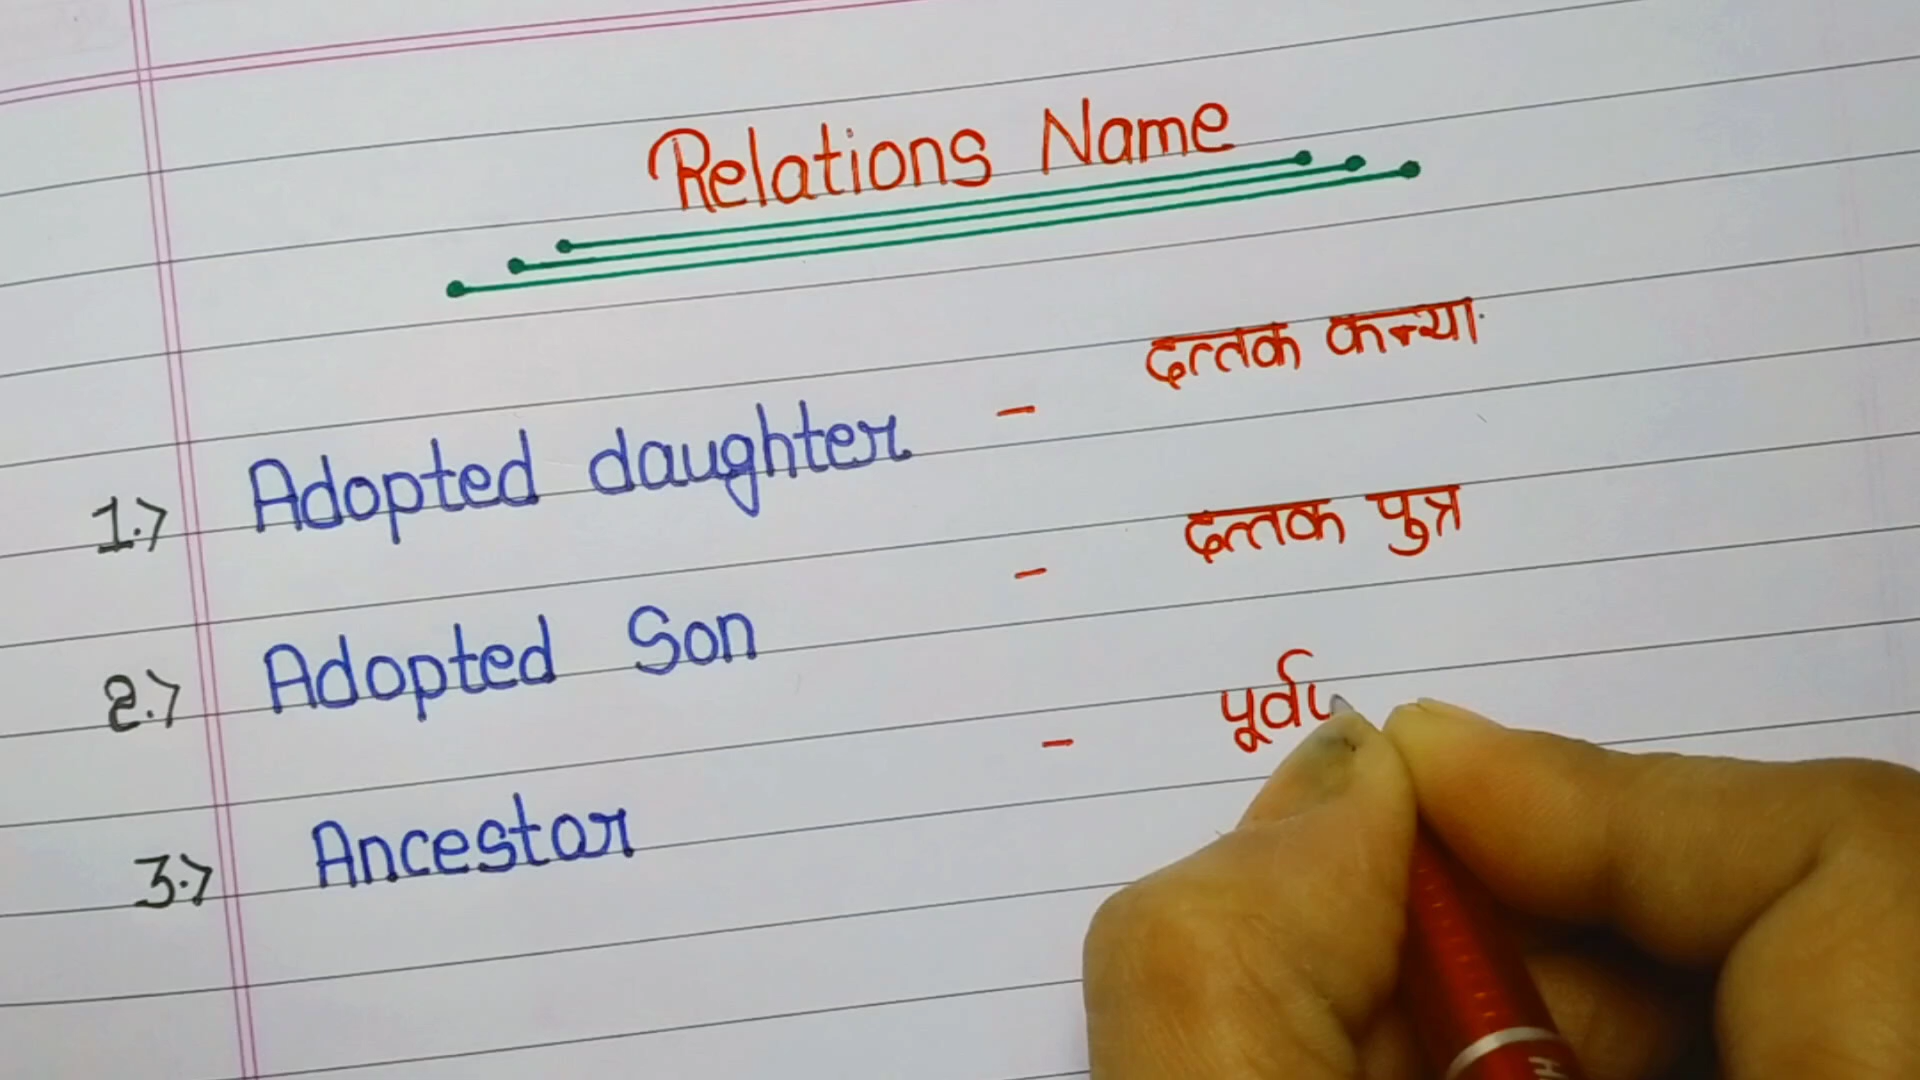 Relations Name
1.> Adopted daughter - दत्तक कन्या
2.> Adopted Son - दत्तक पुत्र
3.> Ancestor -